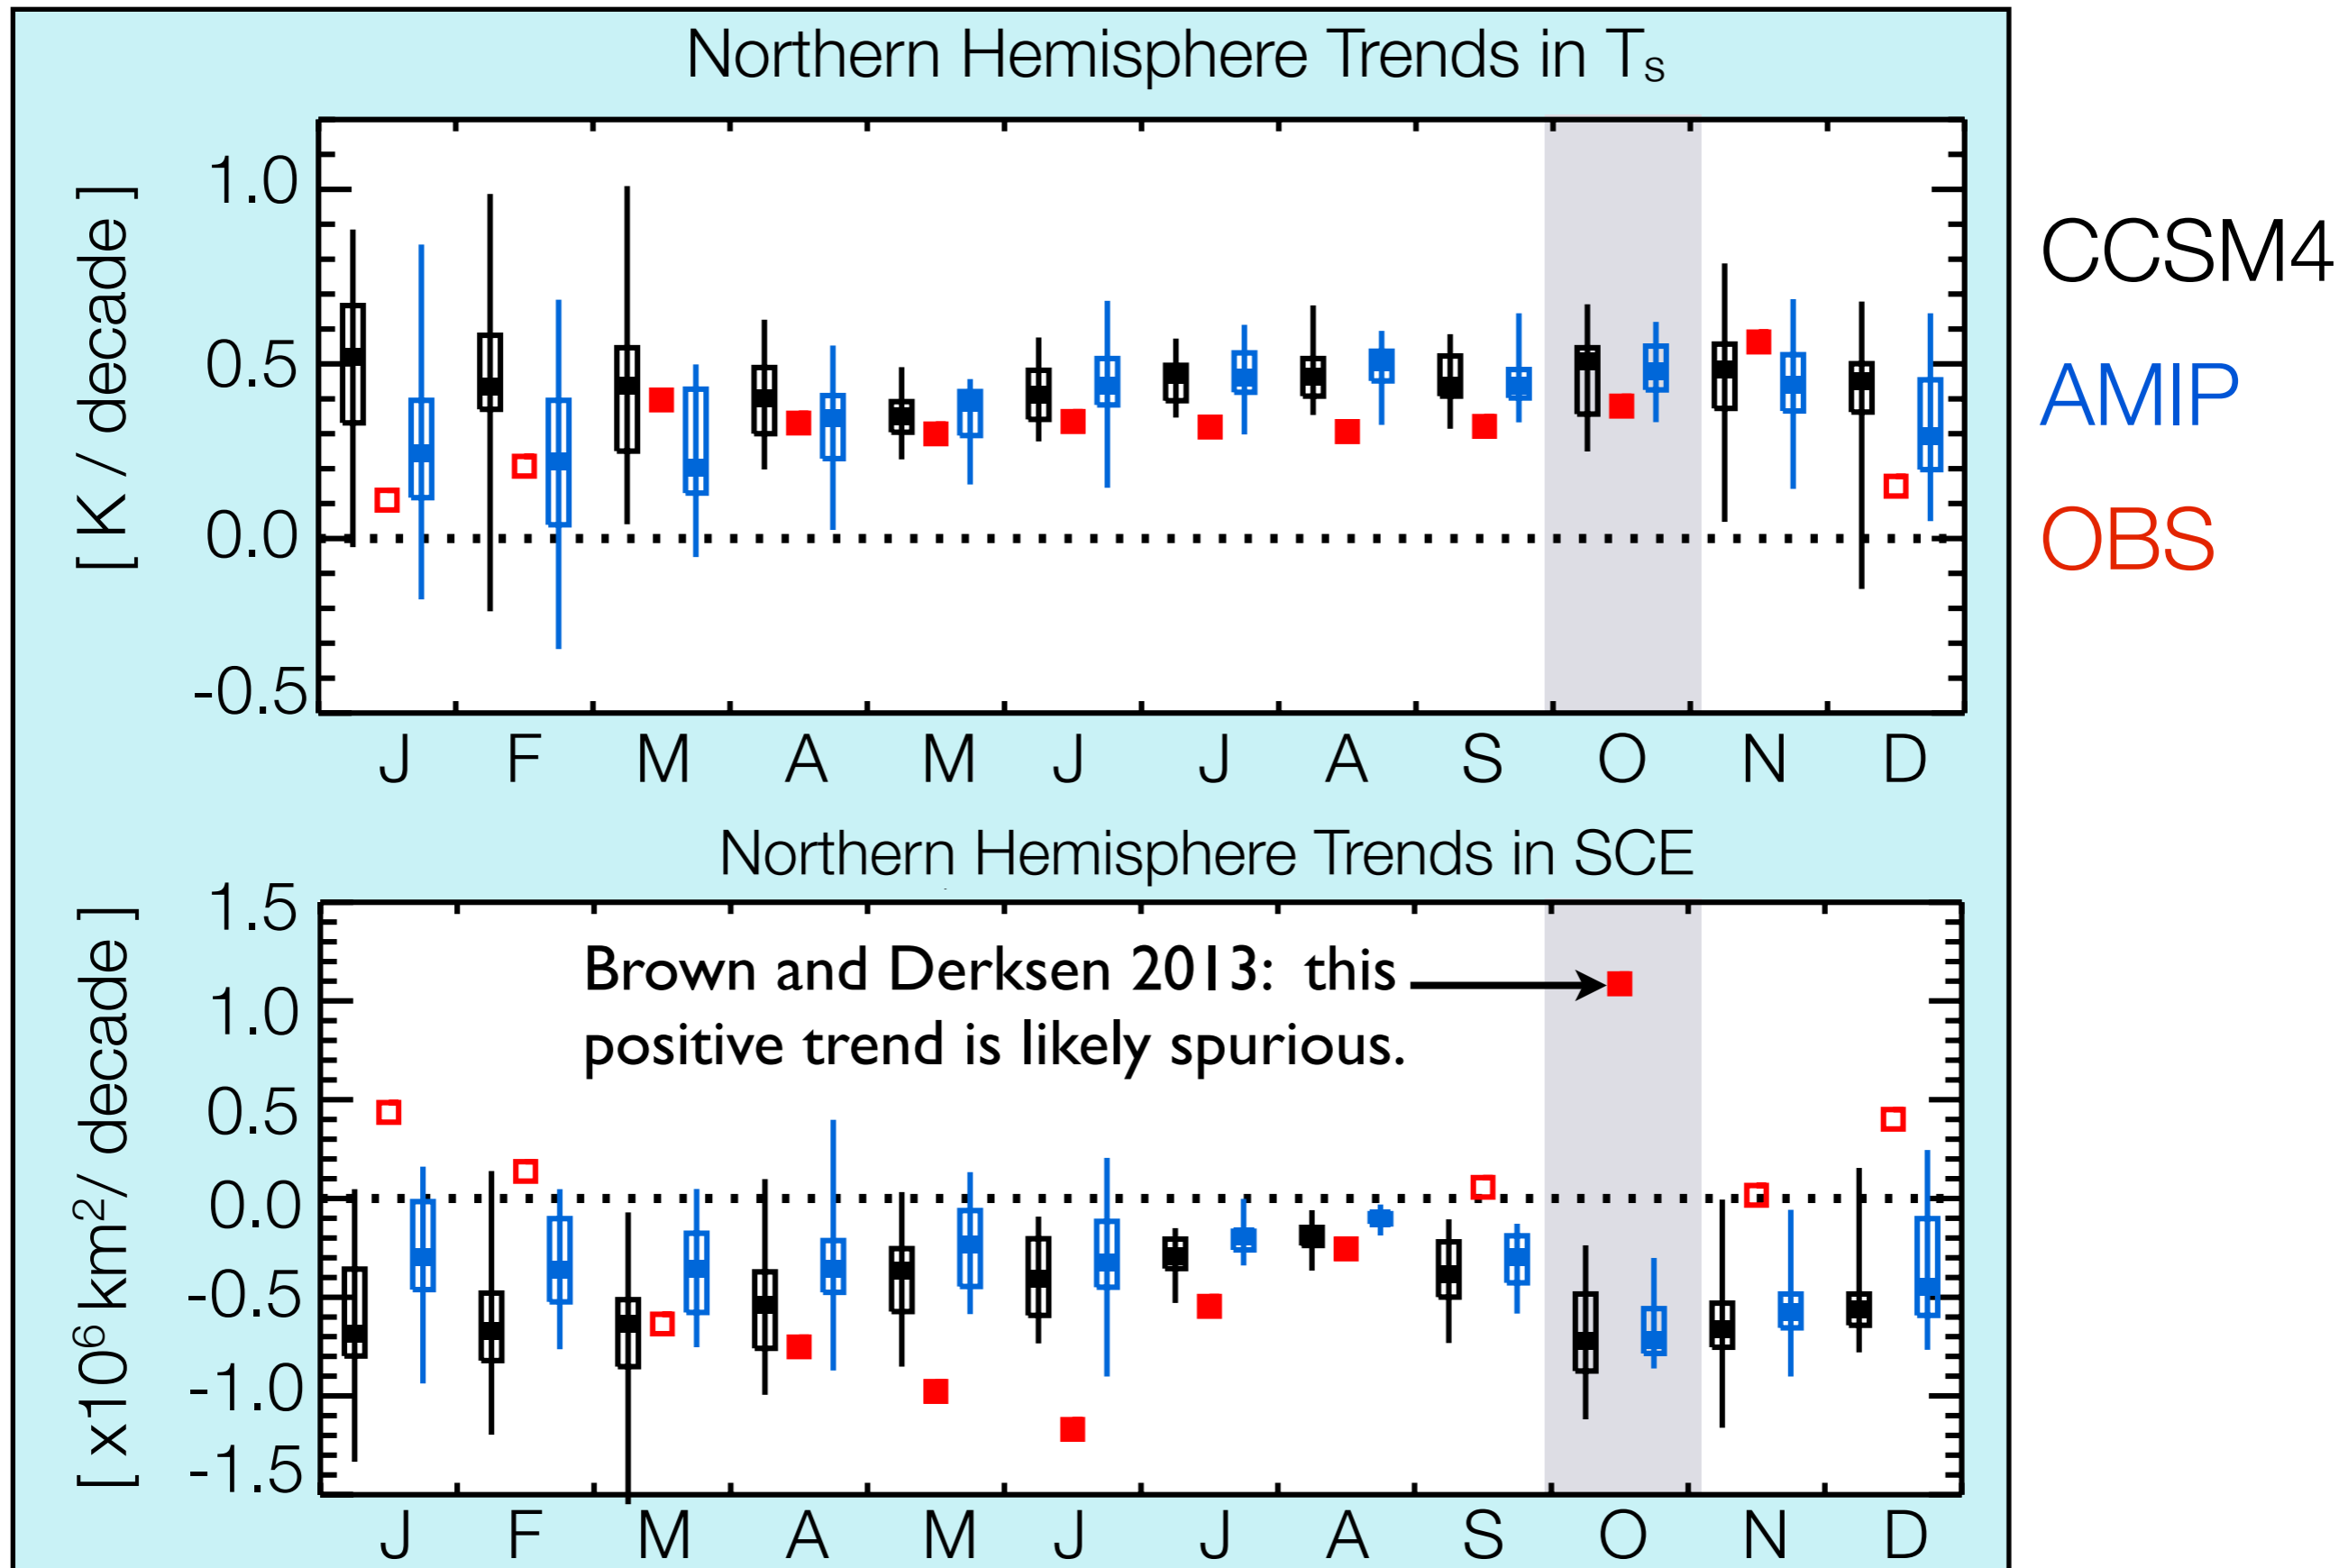 Northern Hemisphere Trends in TS
[ K / decade ]
1.0
0.5
0.0
-0.5
J F M A M J J A S O N D
CCSM4
AMIP
OBS
Northern Hemisphere Trends in SCE
[ x10⁶ km²/ decade ]
1.5
1.0
0.5
0.0
-0.5
-1.0
-1.5
Brown and Derksen 2013: this
positive trend is likely spurious.
J F M A M J J A S O N D